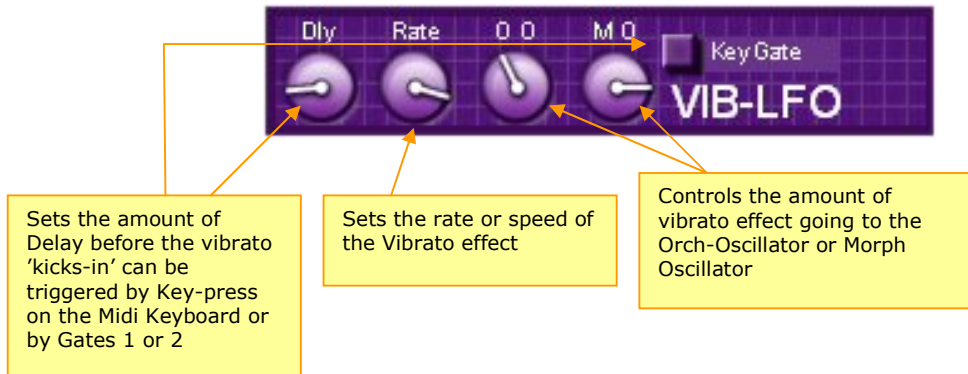 Dly Rate O O M O
Key Gate
VIB-LFO
Sets the amount of
Delay before the vibrato
'kicks-in' can be
triggered by Key-press
on the Midi Keyboard or
by Gates 1 or 2
Sets the rate or speed of
the Vibrato effect
Controls the amount of
vibrato effect going to the
Orch-Oscillator or Morph
Oscillator